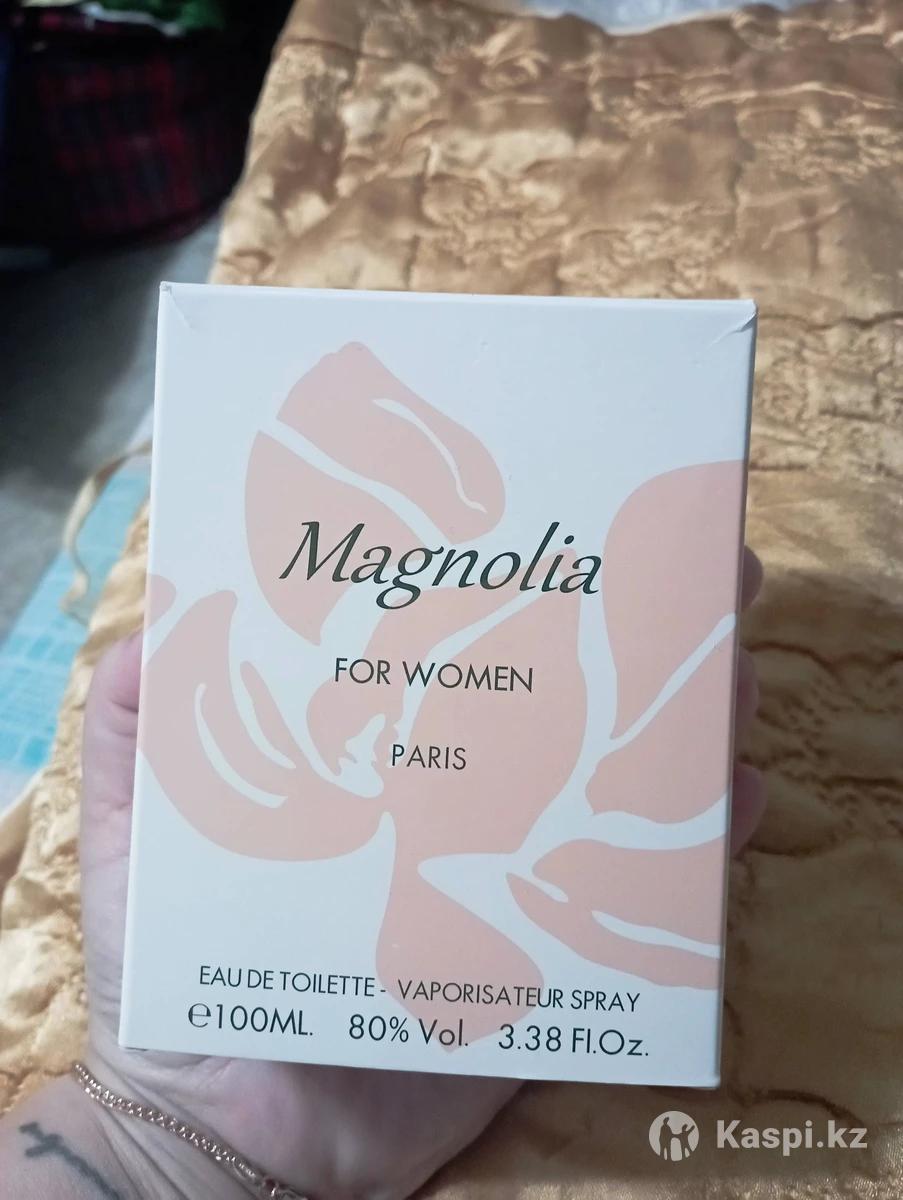 Magnolia
FOR WOMEN
PARIS
EAU DE TOILETTE - VAPORISATEUR SPRAY
℮100ML. 80% Vol. 3.38 Fl.Oz.
Kaspi.kz